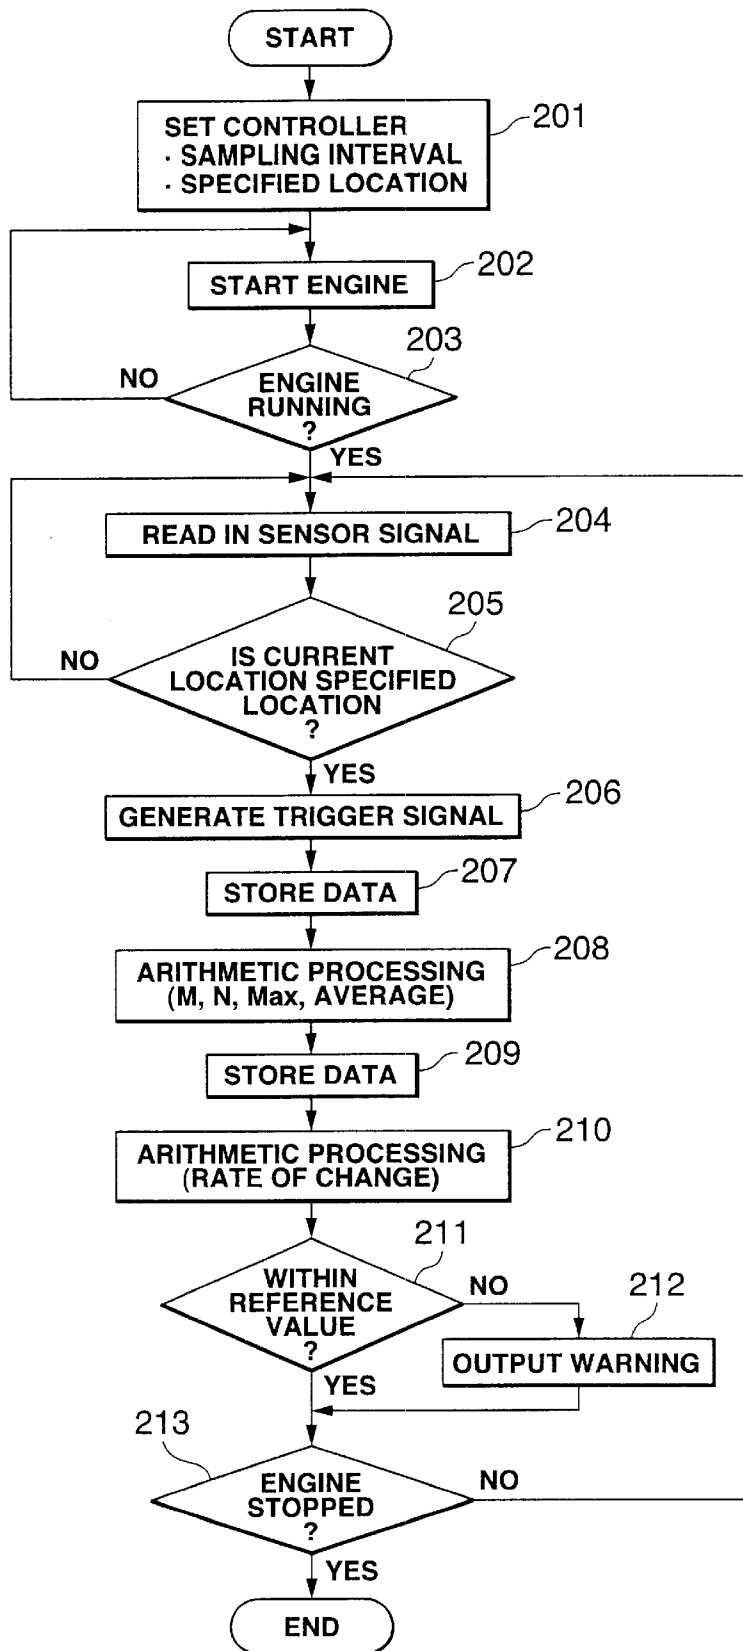 START
SET CONTROLLER
· SAMPLING INTERVAL
· SPECIFIED LOCATION
201
START ENGINE
202
203
NO
ENGINE
RUNNING
?
YES
READ IN SENSOR SIGNAL
204
205
NO
IS CURRENT
LOCATION SPECIFIED
LOCATION
?
YES
GENERATE TRIGGER SIGNAL
206
STORE DATA
207
ARITHMETIC PROCESSING
(M, N, Max, AVERAGE)
208
STORE DATA
209
ARITHMETIC PROCESSING
(RATE OF CHANGE)
210
211
WITHIN
REFERENCE
VALUE
?
NO
212
OUTPUT WARNING
YES
213
ENGINE
STOPPED
?
NO
YES
END